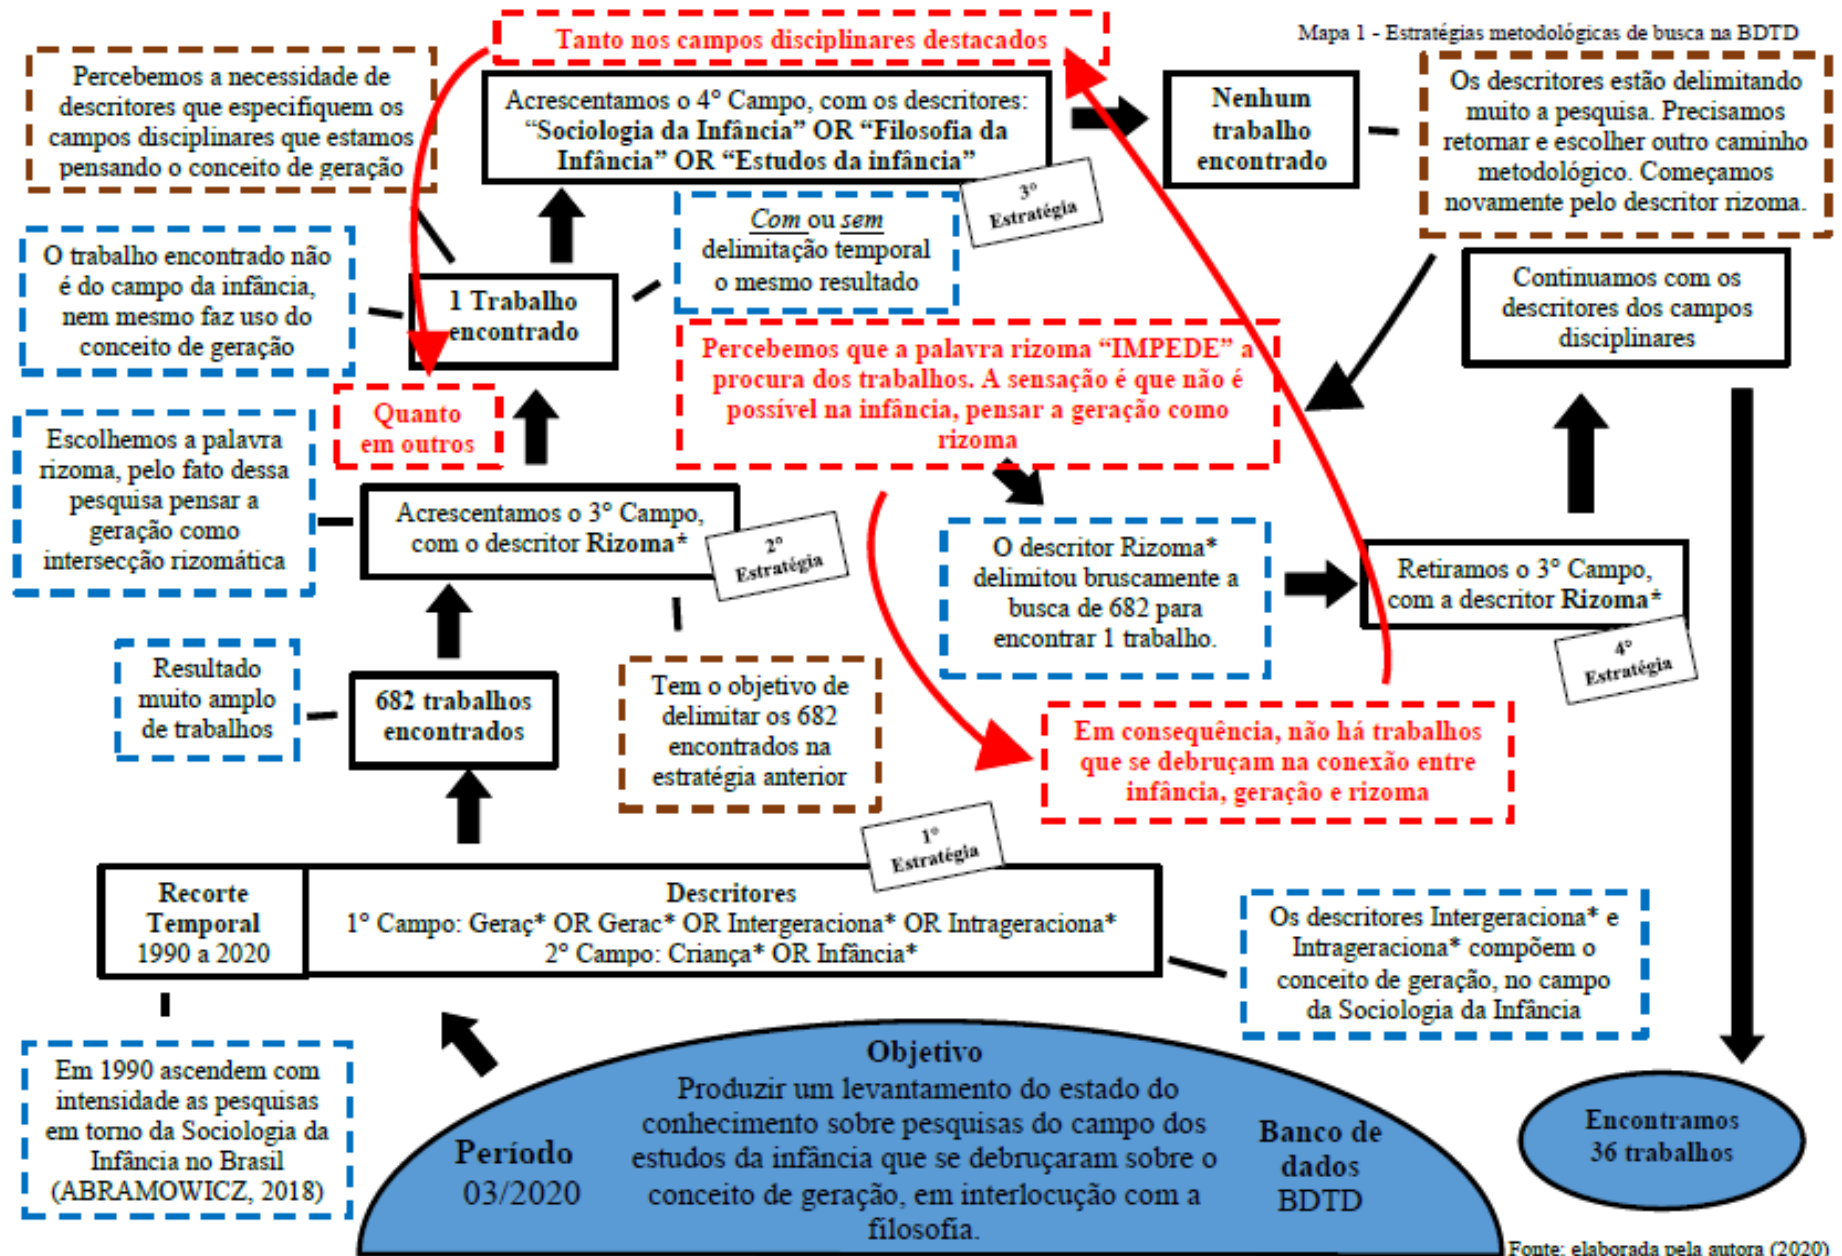 Mapa 1 - Estratégias metodológicas de busca na BDTD
Tanto nos campos disciplinares destacados
Percebemos a necessidade de
descritores que especifiquem os
campos disciplinares que estamos
pensando o conceito de geração
Acrescentamos o 4° Campo, com os descritores:
“Sociologia da Infância” OR “Filosofia da
Infância” OR “Estudos da infância”
3°
Estratégia
Nenhum
trabalho
encontrado
Os descritores estão delimitando
muito a pesquisa. Precisamos
retornar e escolher outro caminho
metodológico. Começamos
novamente pelo descritor rizoma.
O trabalho encontrado não
é do campo da infância,
nem mesmo faz uso do
conceito de geração
1 Trabalho
encontrado
Com ou sem
delimitação temporal
o mesmo resultado
Continuamos com os
descritores dos campos
disciplinares
Percebemos que a palavra rizoma “IMPEDE” a
procura dos trabalhos. A sensação é que não é
possível na infância, pensar a geração como
rizoma
Quanto
em outros
Escolhemos a palavra
rizoma, pelo fato dessa
pesquisa pensar a
geração como
intersecção rizomática
Acrescentamos o 3° Campo,
com o descritor Rizoma*
2°
Estratégia
O descritor Rizoma*
delimitou bruscamente a
busca de 682 para
encontrar 1 trabalho.
Retiramos o 3° Campo,
com a descritor Rizoma*
4°
Estratégia
Resultado
muito amplo
de trabalhos
682 trabalhos
encontrados
Tem o objetivo de
delimitar os 682
encontrados na
estratégia anterior
Em consequência, não há trabalhos
que se debruçam na conexão entre
infância, geração e rizoma
1°
Estratégia
Recorte
Temporal
1990 a 2020
Descritores
1° Campo: Geraç* OR Gerac* OR Intergeraciona* OR Intrageraciona*
2° Campo: Criança* OR Infância*
Os descritores Intergeraciona* e
Intrageraciona* compõem o
conceito de geração, no campo
da Sociologia da Infância
Em 1990 ascendem com
intensidade as pesquisas
em torno da Sociologia da
Infância no Brasil
(ABRAMOWICZ, 2018)
Período
03/2020
Objetivo
Produzir um levantamento do estado do
conhecimento sobre pesquisas do campo dos
estudos da infância que se debruçaram sobre o
conceito de geração, em interlocução com a
filosofia.
Banco de
dados
BDTD
Encontramos
36 trabalhos
Fonte: elaborada pela autora (2020)